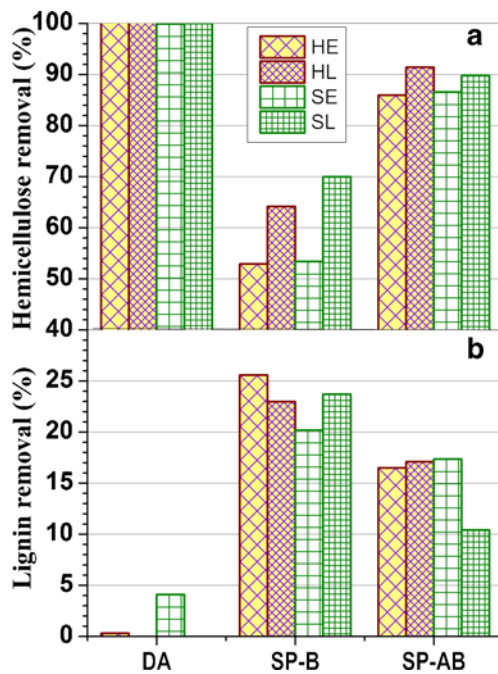 Hemicellulose removal (%)
100
90
80
70
60
50
40
a
HE
HL
SE
SL
Lignin removal (%)
25
20
15
10
5
0
b
DA SP-B SP-AB